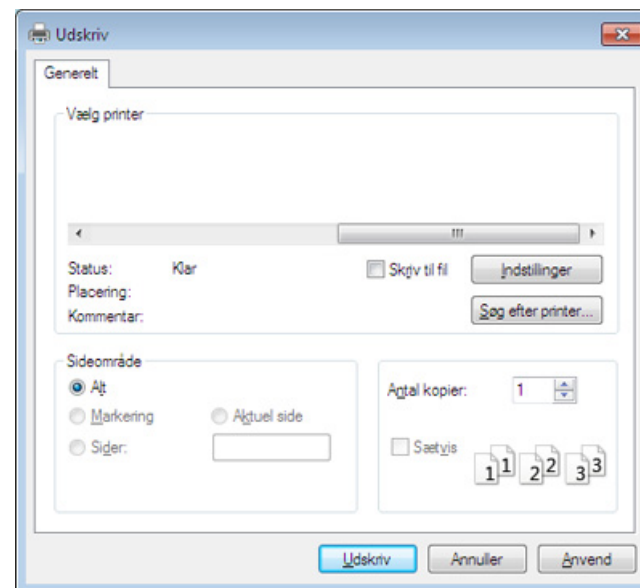 Udskriv
Generelt
Vælg printer
Status: Klar
Skriv til fil
Indstillinger
Placering:
Kommentar:
Søg efter printer...
Sideområde
Alt
Markering
Aktuel side
Sider:
Antal kopier: 1
Sætvis
1 1 2 2 3 3
Udskriv Annuller Anvend